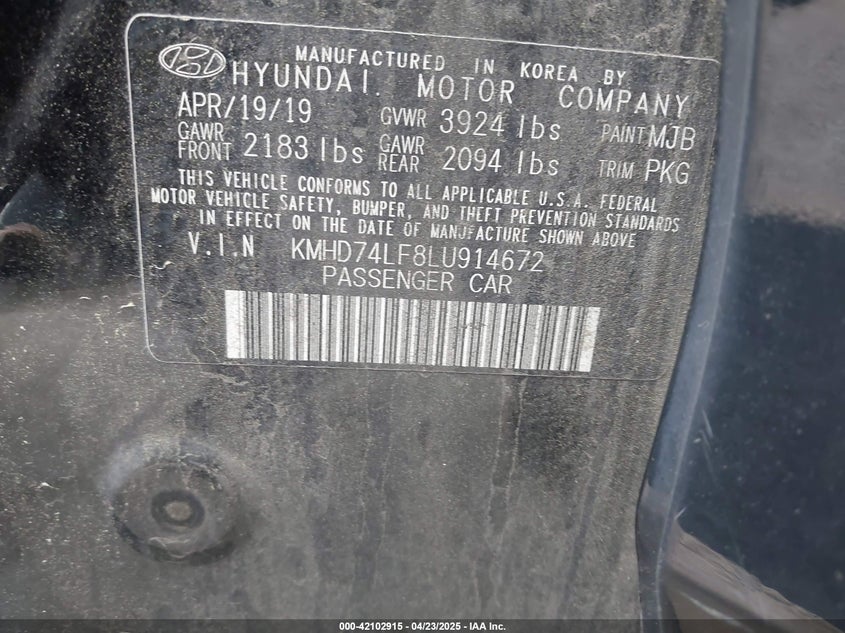 MANUFACTURED IN KOREA BY
HYUNDAI. MOTOR COMPANY
APR/19/19 GVWR 3924 lbs PAINT MJB
GAWR FRONT 2183 lbs GAWR REAR 2094 lbs TRIM PKG
THIS VEHICLE CONFORMS TO ALL APPLICABLE U.S.A. FEDERAL
MOTOR VEHICLE SAFETY, BUMPER, AND THEFT PREVENTION STANDARDS
IN EFFECT ON THE DATE OF MANUFACTURE SHOWN ABOVE
V.I.N KMHD74LF8LU914672
PASSENGER CAR
000-42102915 - 04/23/2025 - IAA Inc.